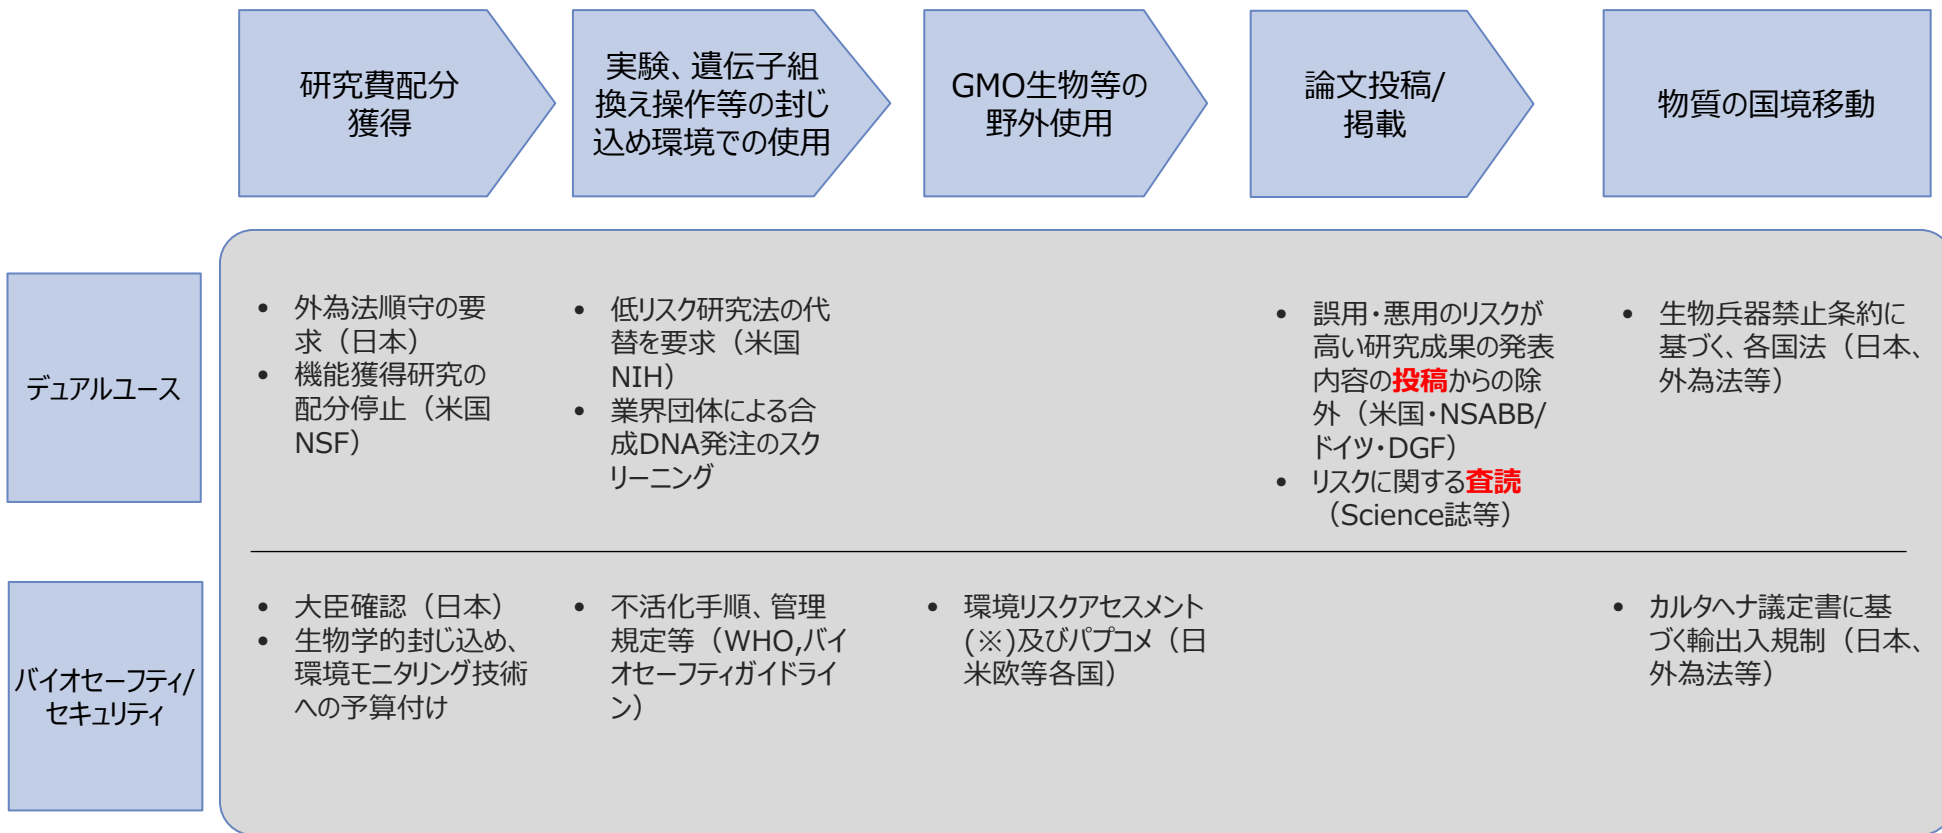 研究費配分
獲得
実験、遺伝子組
換え操作等の封じ
込め環境での使用
GMO生物等の
野外使用
論文投稿/
掲載
物質の国境移動
デュアルユース
• 外為法順守の要
求（日本）
• 機能獲得研究の
配分停止（米国
NSF）
• 低リスク研究法の代
替を要求（米国
NIH）
• 業界団体による合
成DNA発注のスク
リーニング
• 誤用・悪用のリスクが
高い研究成果の発表
内容の投稿からの除
外（米国・NSABB/
ドイツ・DGF）
• リスクに関する査読
（Science誌等）
• 生物兵器禁止条約に
基づく、各国法（日本、
外為法等）
バイオセーフティ/
セキュリティ
• 大臣確認（日本）
• 生物学的封じ込め、
環境モニタリング技術
への予算付け
• 不活化手順、管理
規定等（WHO,バイ
オセーフティガイドライ
ン）
• 環境リスクアセスメント
(※)及びパブコメ（日
米欧等各国）
• カルタヘナ議定書に基
づく輸出入規制（日本、
外為法等）